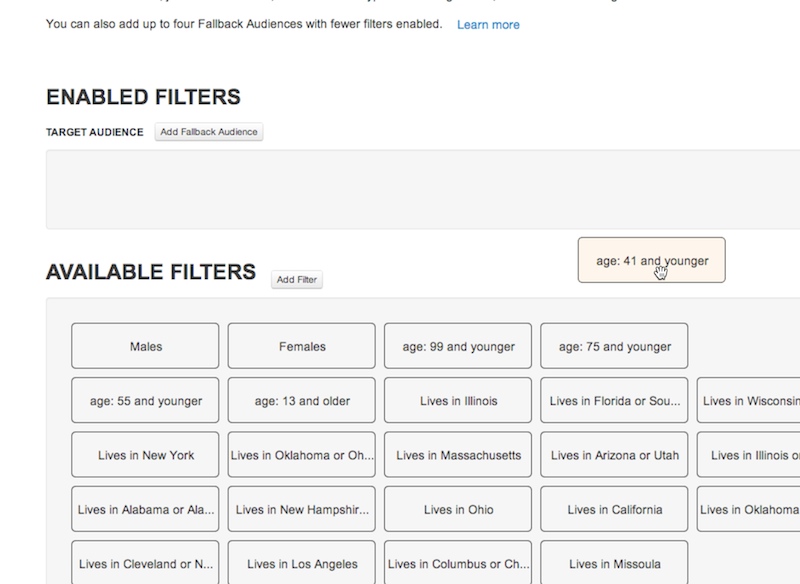 You can also add up to four Fallback Audiences with fewer filters enabled. Learn more
ENABLED FILTERS
TARGET AUDIENCE Add Fallback Audience
age: 41 and younger
AVAILABLE FILTERS Add Filter
Males Females age: 99 and younger age: 75 and younger
age: 55 and younger age: 13 and older Lives in Illinois Lives in Florida or Sou... Lives in Wisconsin
Lives in New York Lives in Oklahoma or Oh... Lives in Massachusetts Lives in Arizona or Utah Lives in Illinois or
Lives in Alabama or Ala... Lives in New Hampshir... Lives in Ohio Lives in California Lives in Oklahoma
Lives in Cleveland or N... Lives in Los Angeles Lives in Columbus or Ch... Lives in Missoula